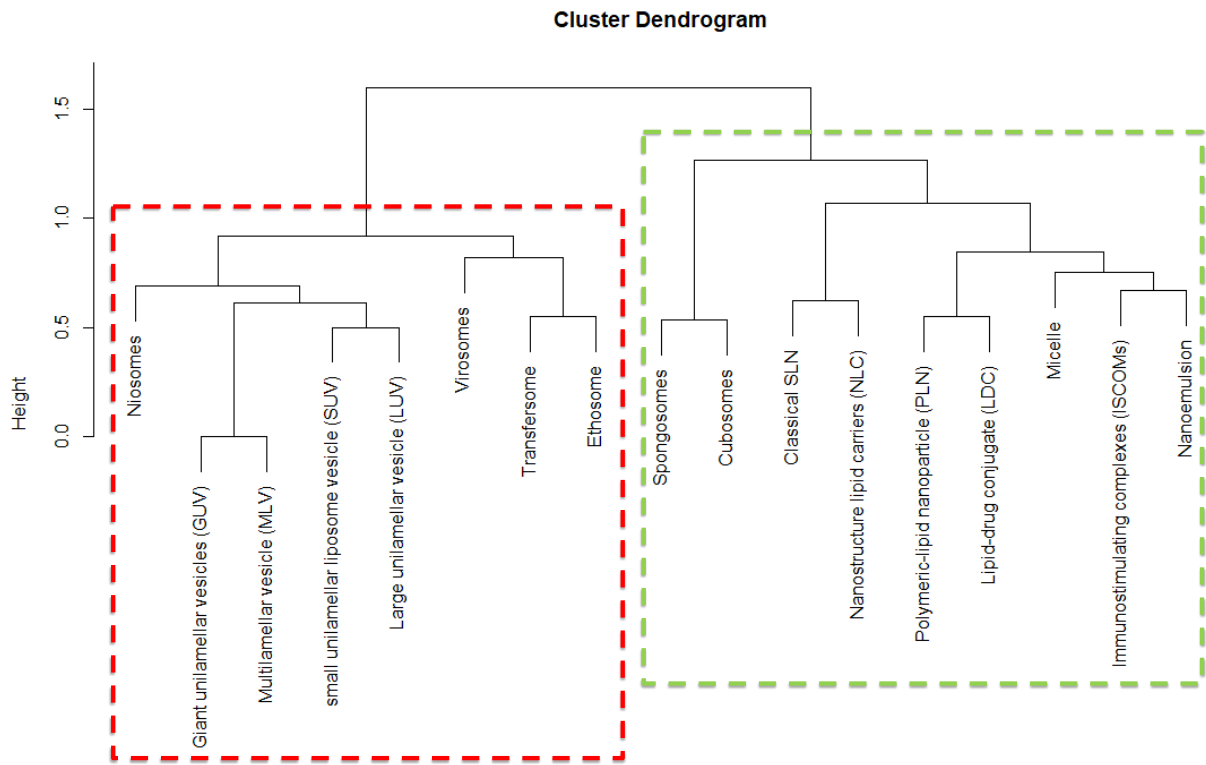 Cluster Dendrogram
Height
0.0
0.5
1.0
1.5
Niosomes
Giant unilamellar vesicles (GUV)
Multilamellar vesicle (MLV)
small unilamellar liposome vesicle (SUV)
Large unilamellar vesicle (LUV)
Virosomes
Transfersome
Ethosome
Spongosomes
Cubosomes
Classical SLN
Nanostructure lipid carriers (NLC)
Polymeric-lipid nanoparticle (PLN)
Lipid-drug conjugate (LDC)
Micelle
Immunostimulating complexes (ISCOMs)
Nanoemulsion